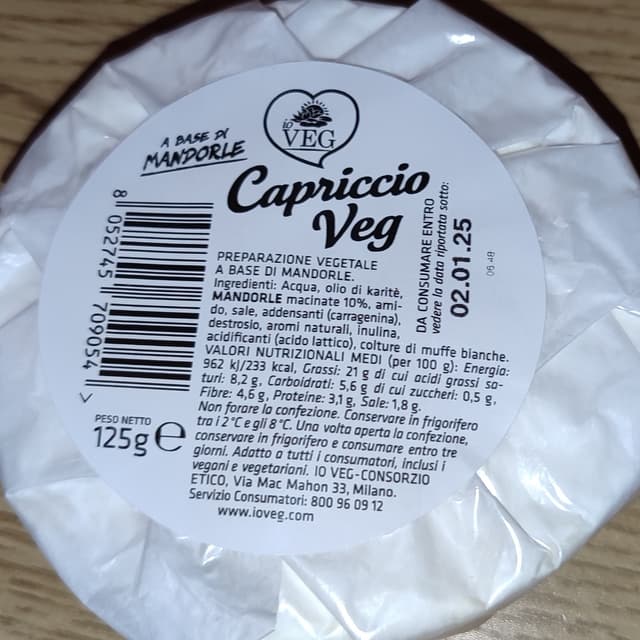 io
VEG
A BASE DI
MANDORLE
Capriccio
Veg
8 052745 709054 >
PESO NETTO
125g e
PREPARAZIONE VEGETALE
A BASE DI MANDORLE.
Ingredienti: Acqua, olio di karitè,
MANDORLE macinate 10%, ami-
do, sale, addensanti (carragenina),
destrosio, aromi naturali, inulina,
acidificanti (acido lattico), colture di muffe bianche.
VALORI NUTRIZIONALI MEDI (per 100 g): Energia:
962 kJ/233 kcal, Grassi: 21 g di cui acidi grassi sa-
turi: 8,2 g, Carboidrati: 5,6 g di cui zuccheri: 0,5 g,
Fibre: 4,6 g, Proteine: 3,1 g, Sale: 1,8 g.
Non forare la confezione. Conservare in frigorifero
tra i 2°C e gli 8°C. Una volta aperta la confezione,
conservare in frigorifero e consumare entro tre
giorni. Adatto a tutti i consumatori, inclusi i
vegani e vegetariani. IO VEG-CONSORZIO
ETICO, Via Mac Mahon 33, Milano.
Servizio Consumatori: 800 96 09 12
www.ioveg.com
DA CONSUMARE ENTRO
vedere la data riportata sotto:
02.01.25
06:48